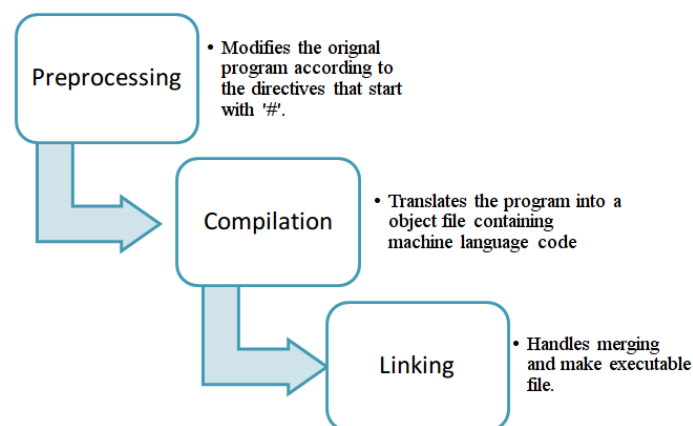 Preprocessing
• Modifies the orignal
program according to
the directives that start
with '#'.
Compilation
• Translates the program into a
object file containing
machine language code
Linking
• Handles merging
and make executable
file.